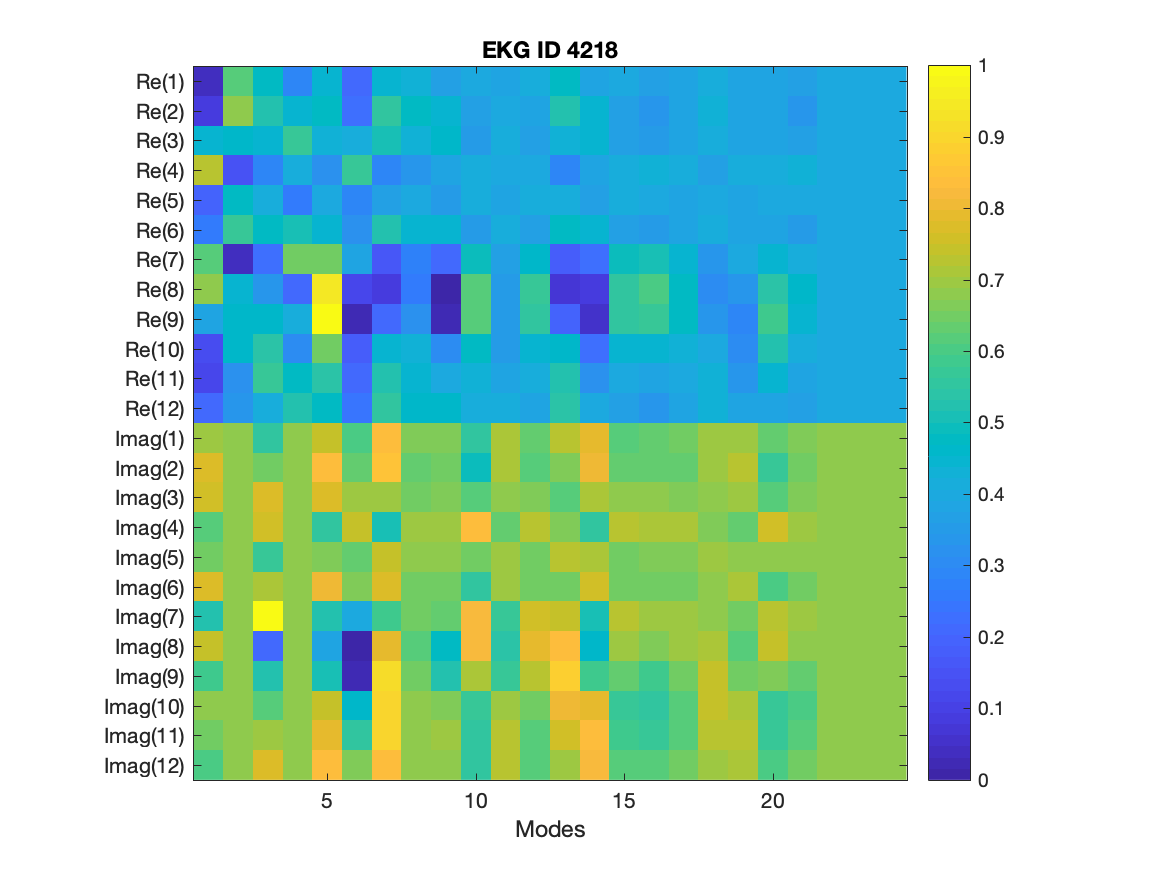 EKG ID 4218
Re(1)
Re(2)
Re(3)
Re(4)
Re(5)
Re(6)
Re(7)
Re(8)
Re(9)
Re(10)
Re(11)
Re(12)
Imag(1)
Imag(2)
Imag(3)
Imag(4)
Imag(5)
Imag(6)
Imag(7)
Imag(8)
Imag(9)
Imag(10)
Imag(11)
Imag(12)
5 10 15 20
Modes
1
0.9
0.8
0.7
0.6
0.5
0.4
0.3
0.2
0.1
0